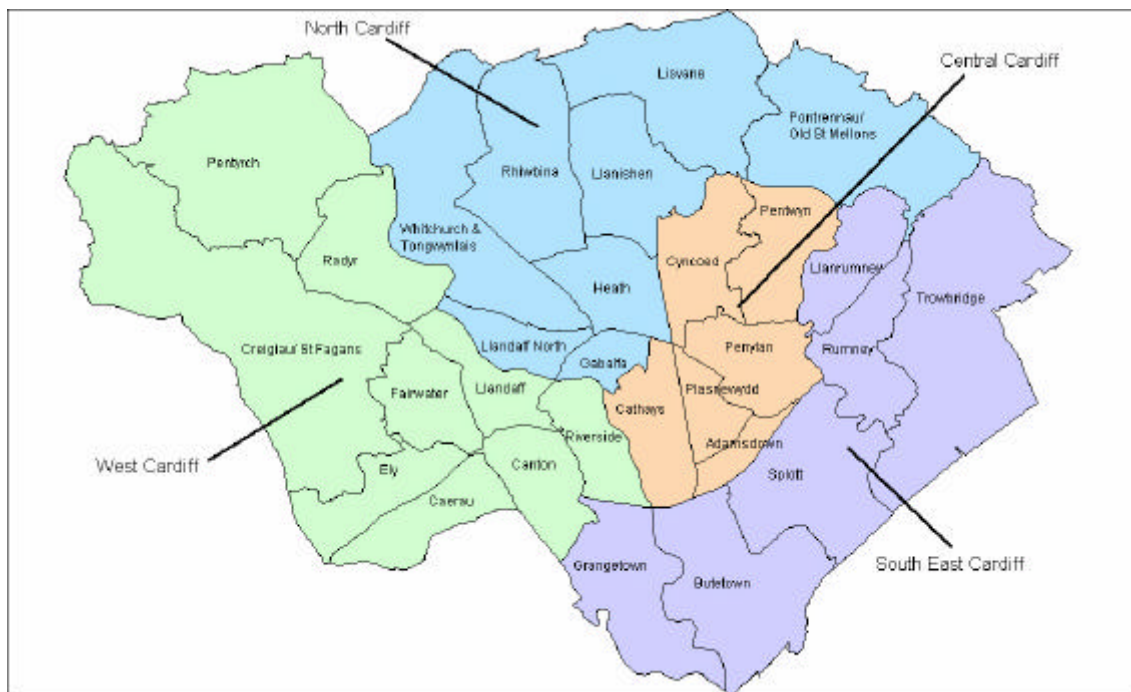 North Cardiff
Central Cardiff
Lisvane
Pontrennau/
Old St Mellons
Pentyrch
Rhiwbina
Llanishen
Pentwyn
Whitchurch &
Tongwynlais
Radyr
Cyncoed
Llanrumney
Heath
Trowbridge
Creigiau/ St Fagans
Llandaff North
Gabalfa
Penylan
Rumney
Fairwater
Llandaff
Plasnewydd
Cathays
Riverside
Adamsdown
West Cardiff
Ely
Canton
Splott
Caerau
South East Cardiff
Grangetown
Butetown